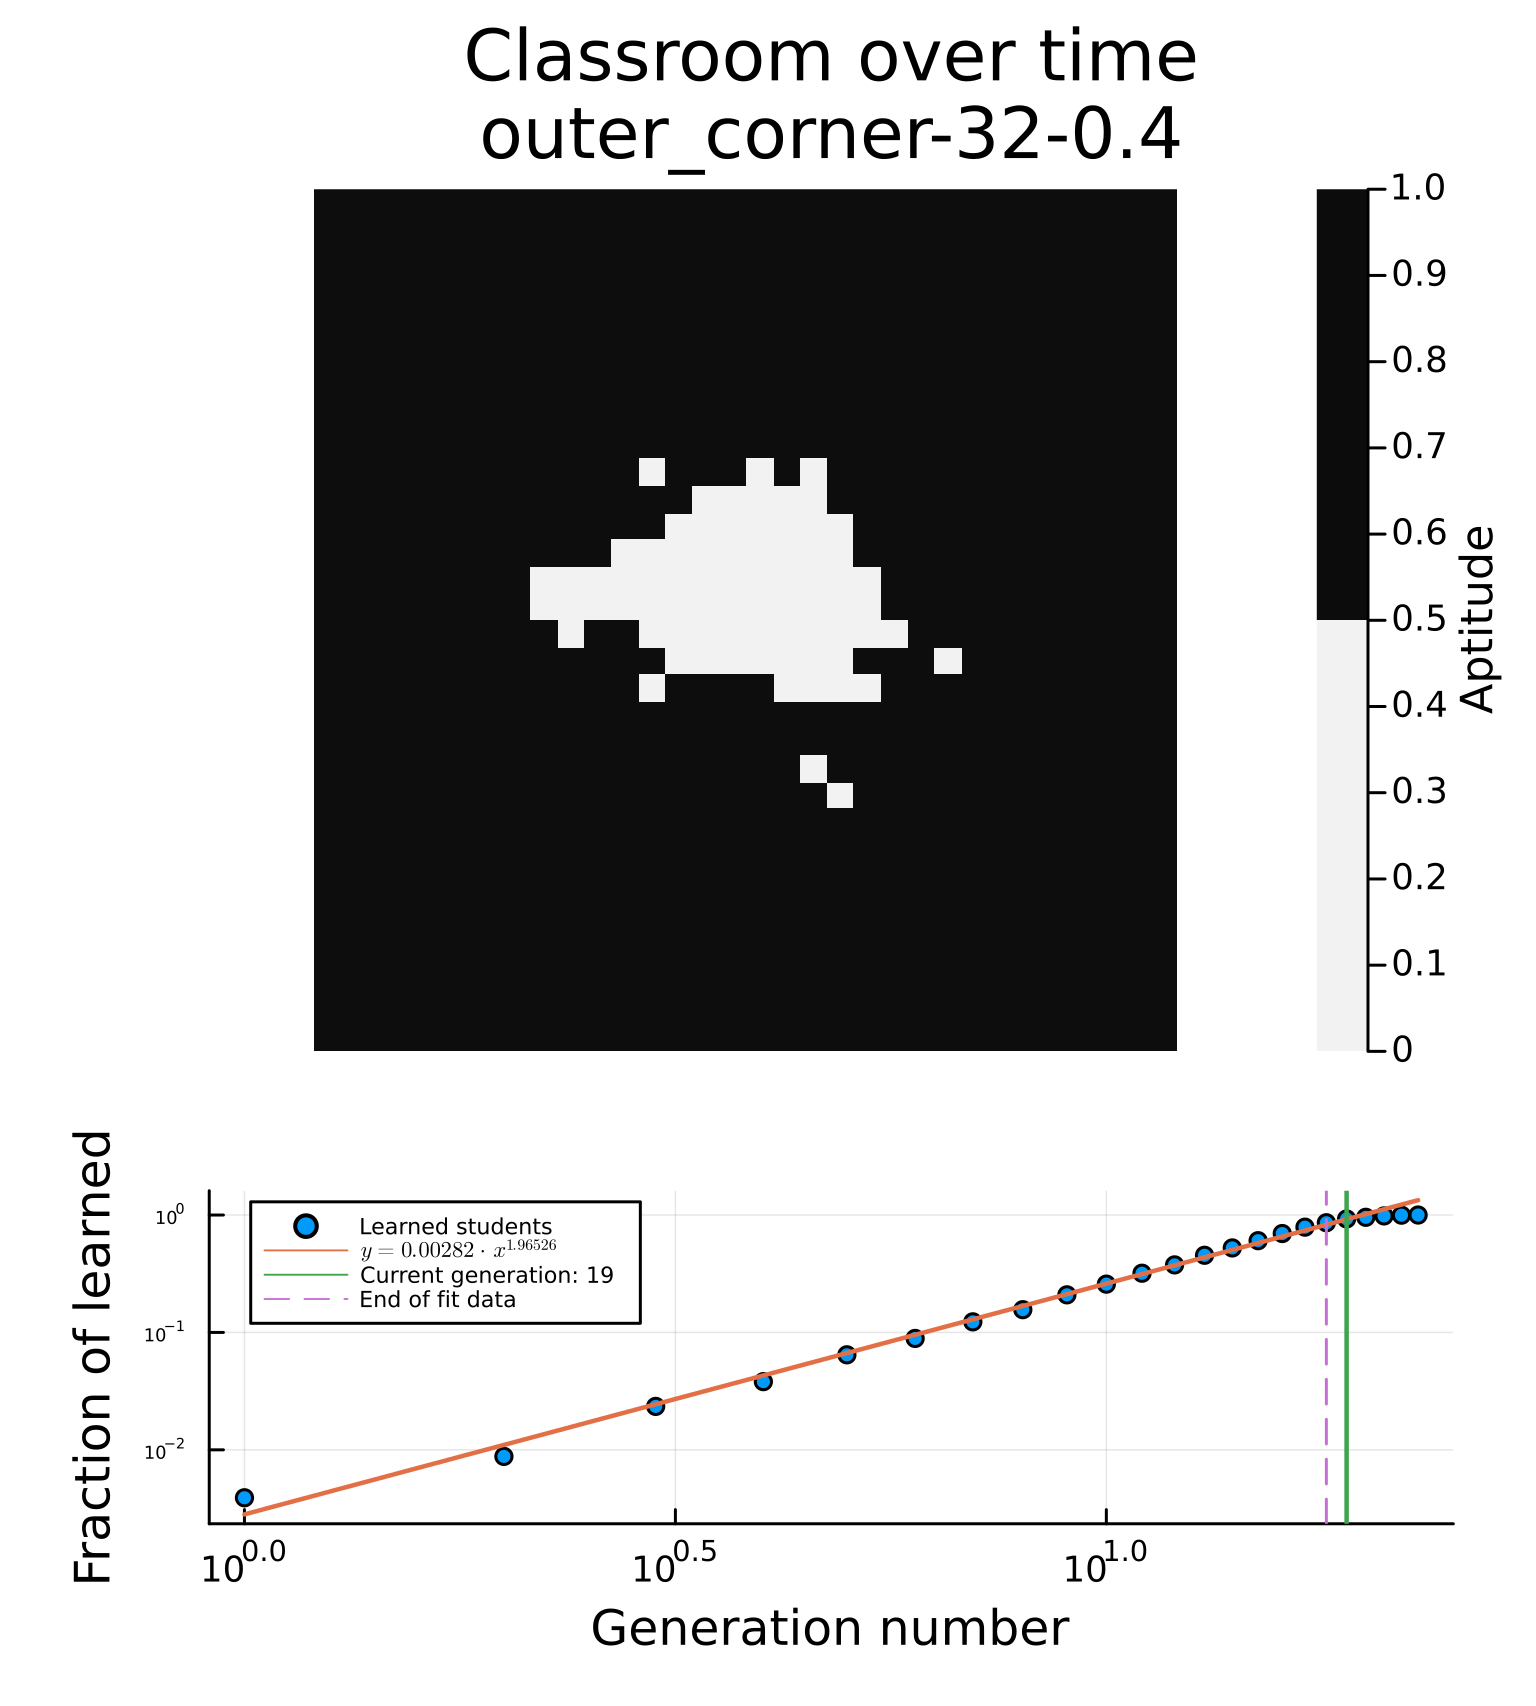 Classroom over time
outer_corner-32-0.4
1.0
0.9
0.8
0.7
0.6
0.5
0.4
0.3
0.2
0.1
0
Aptitude
Fraction of learned
10^0
10^-1
10^-2
Learned students
y = 0.00282 · x^1.96526
Current generation: 19
End of fit data
10^0.0
10^0.5
10^1.0
Generation number